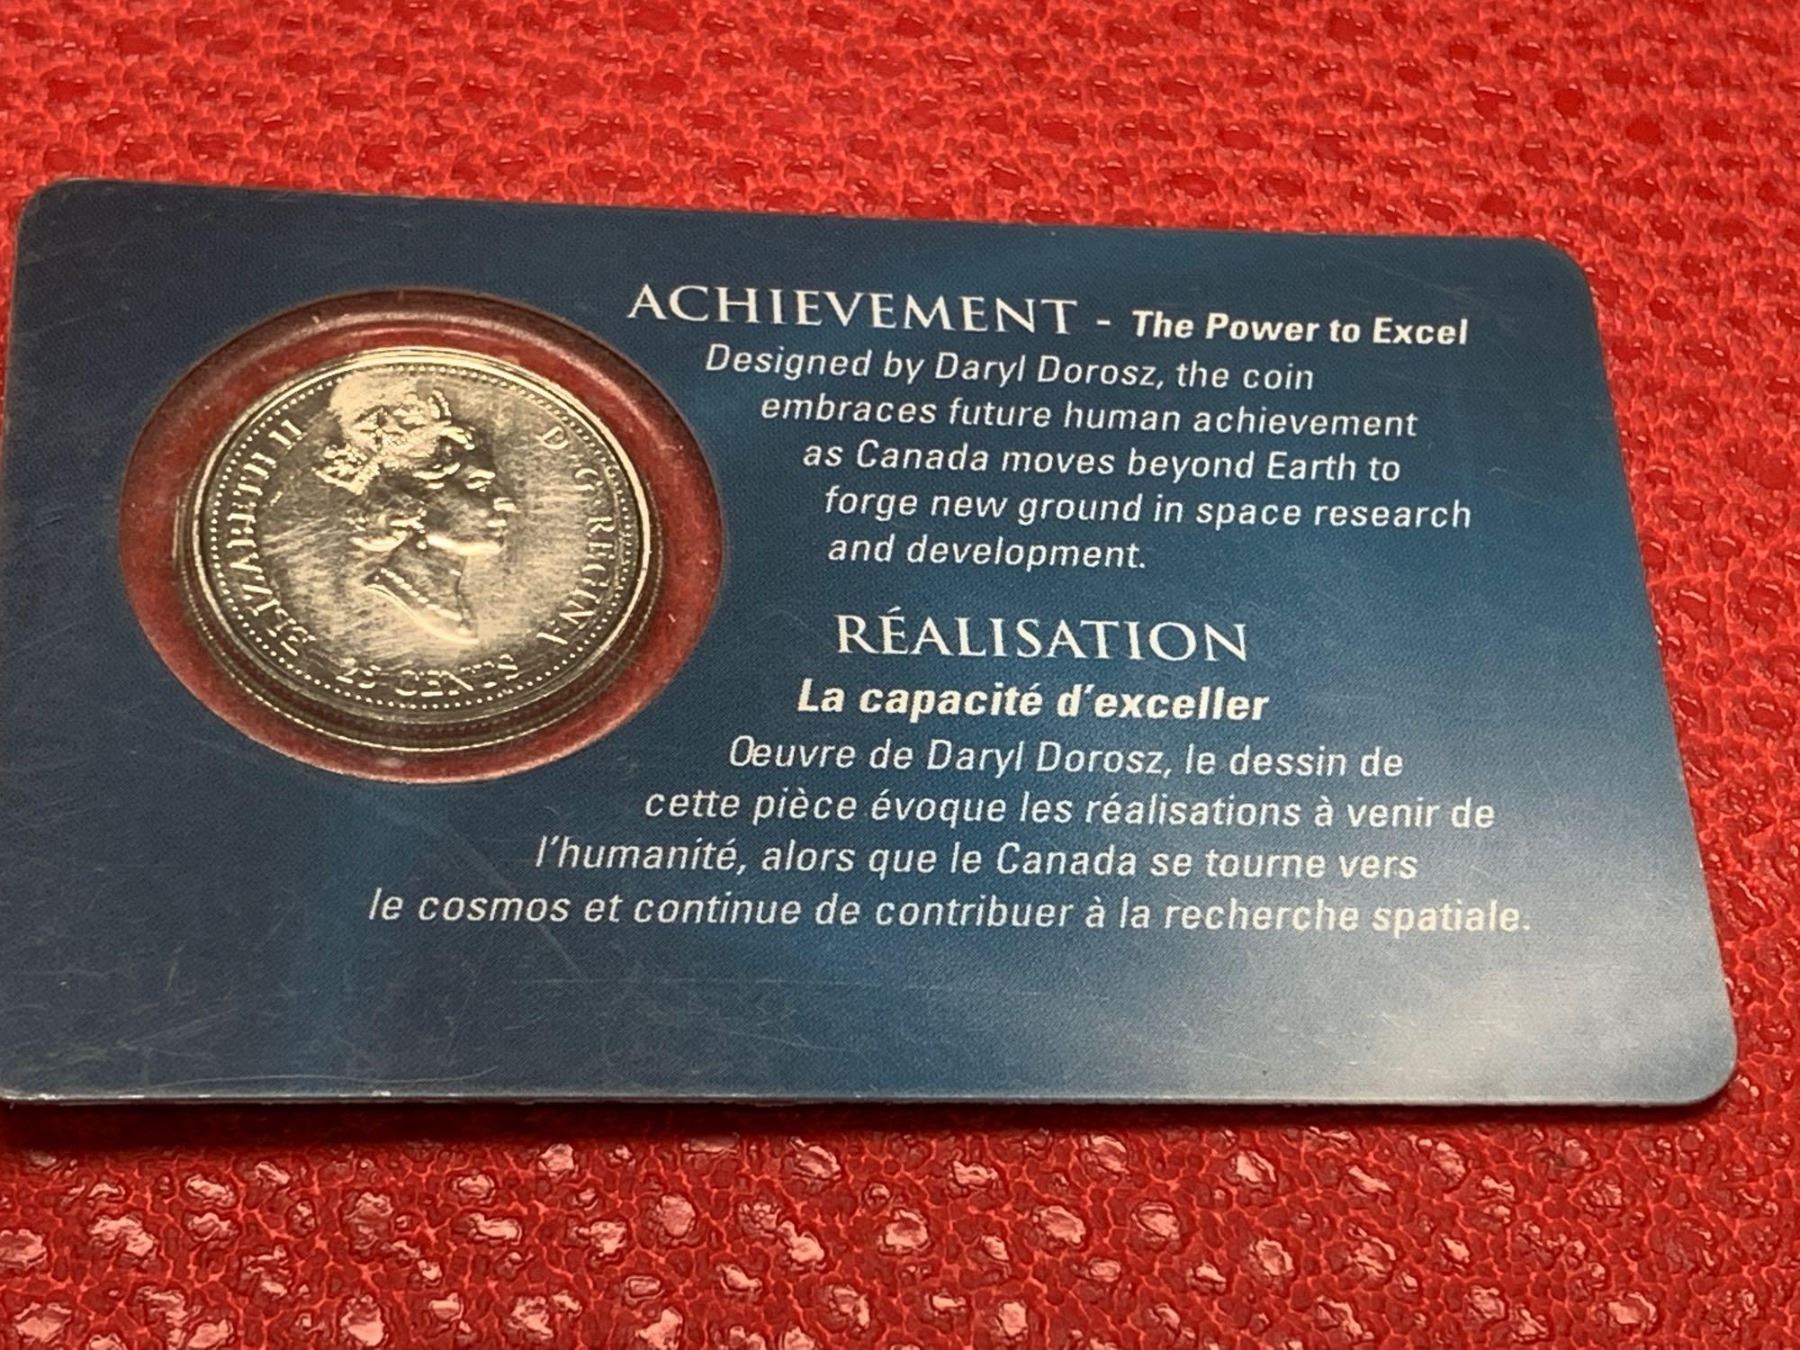 ACHIEVEMENT - The Power to Excel
Designed by Daryl Dorosz, the coin
embraces future human achievement
as Canada moves beyond Earth to
forge new ground in space research
and development.
RÉALISATION
La capacité d'exceller
Œuvre de Daryl Dorosz, le dessin de
cette pièce évoque les réalisations à venir de
l'humanité, alors que le Canada se tourne vers
le cosmos et continue de contribuer à la recherche spatiale.
ELIZABETH II
D·G·REGINA
25 CENTS